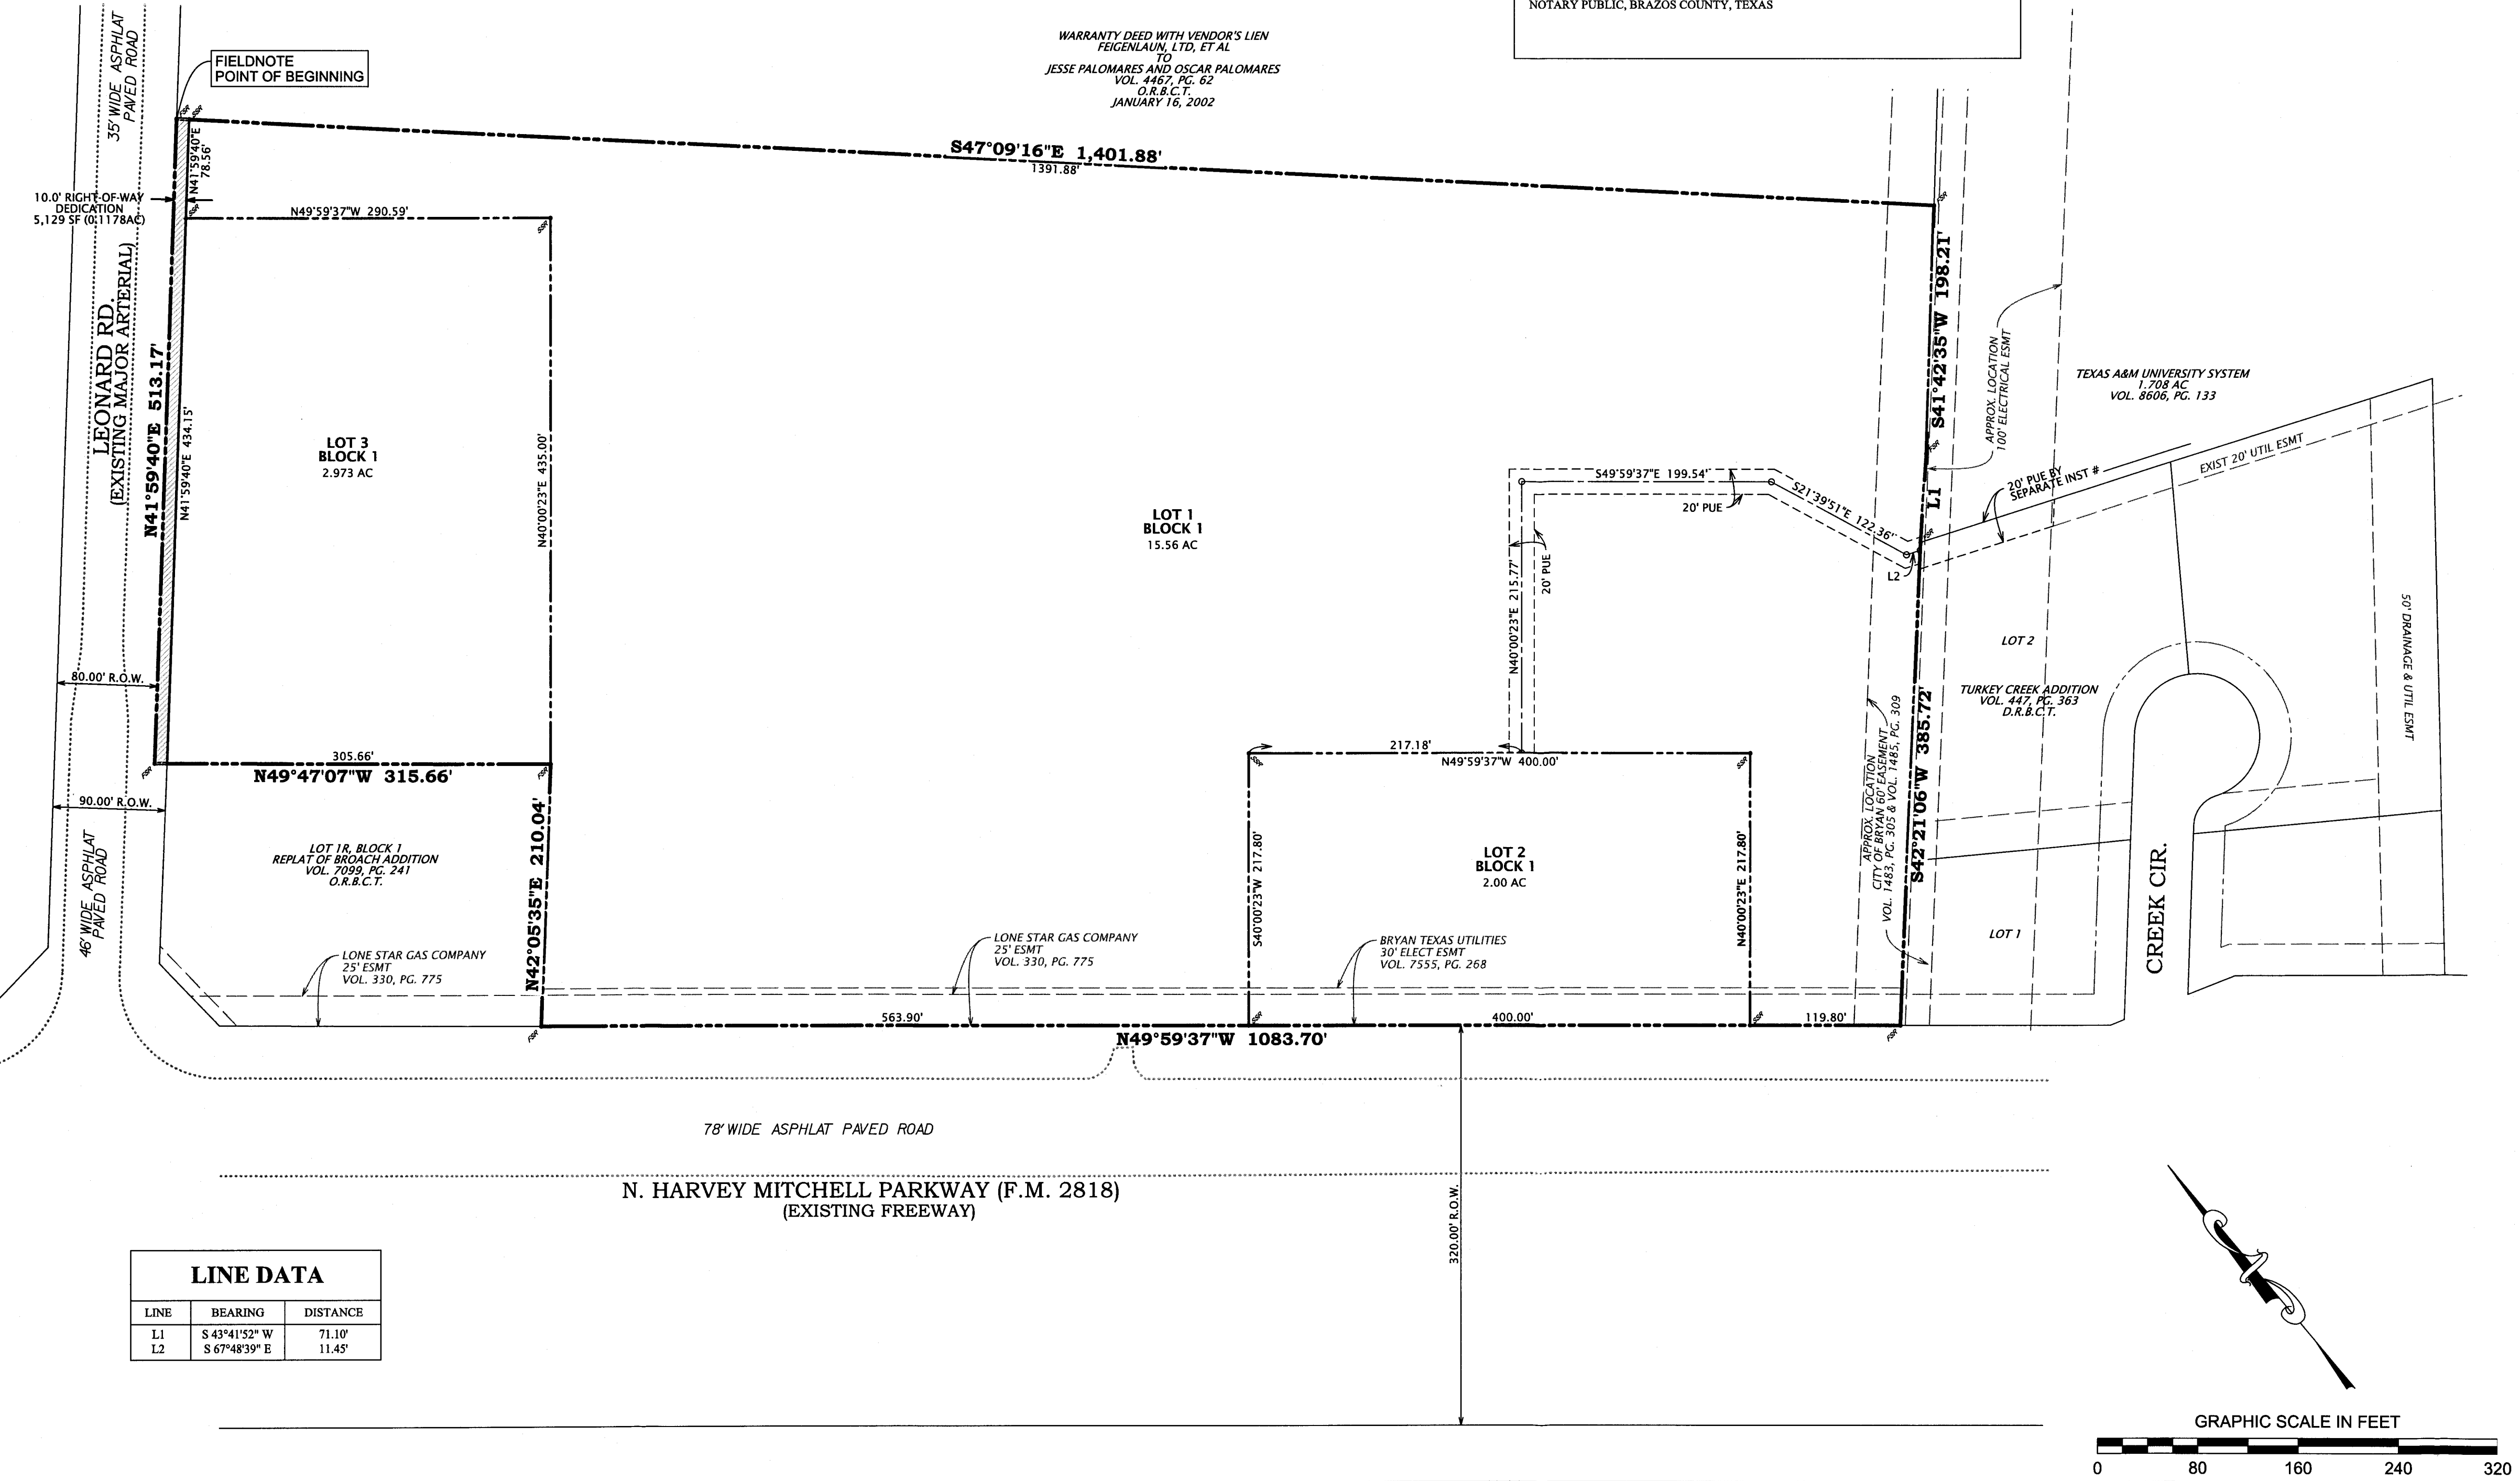 NOTARY PUBLIC, BRAZOS COUNTY, TEXAS
WARRANTY DEED WITH VENDOR'S LIEN
FEIGENLAUN, LTD, ET AL
TO
JESSE PALOMARES AND OSCAR PALOMARES
VOL. 4467, PG. 62
O.R.B.C.T.
JANUARY 16, 2002
35' WIDE ASPHLAT
PAVED ROAD
FIELDNOTE
POINT OF BEGINNING
SSR
SSR
N41°59'40"E
78.56'
S47°09'16"E 1,401.88'
1391.88'
10.0' RIGHT-OF-WAY
DEDICATION
5,129 SF (0.1178AC)
SSR
N49°59'37"W 290.59'
SSR
CSR
LEONARD RD.
(EXISTING MAJOR ARTERIAL)
N41°59'40"E 513.17'
N41°59'40"E 434.15'
LOT 3
BLOCK 1
2.973 AC
N40°00'23"E 435.00'
LOT 1
BLOCK 1
15.56 AC
S41°42'35"W 198.21'
APPROX. LOCATION
100' ELECTRICAL ESMT
TEXAS A&M UNIVERSITY SYSTEM
1.708 AC
VOL. 8606, PG. 133
S49°59'37"E 199.54'
20' PUE
S21°39'51"E 122.36'
L1
L2
20' PUE BY
SEPARATE INST #
EXIST 20' UTIL ESMT
N40°00'23"E 215.77'
20' PUE
50' DRAINAGE & UTIL ESMT
LOT 2
TURKEY CREEK ADDITION
VOL. 447, PG. 363
D.R.B.C.T.
80.00' R.O.W.
305.66'
N49°47'07"W 315.66'
FSR
FSR
90.00' R.O.W.
46' WIDE ASPHLAT
PAVED ROAD
LOT 1R, BLOCK 1
REPLAT OF BROACH ADDITION
VOL. 7099, PG. 241
O.R.B.C.T.
N42°05'35"E 210.04'
217.18'
N49°59'37"W 400.00'
SSR
SSR
S40°00'23"W 217.80'
LOT 2
BLOCK 1
2.00 AC
N40°00'23"E 217.80'
APPROX. LOCATION
CITY OF BRYAN 60' EASEMENT
VOL. 1483, PG. 305 & VOL. 1485, PG. 309
S42°21'06"W 385.72'
LOT 1
CREEK CIR.
LONE STAR GAS COMPANY
25' ESMT
VOL. 330, PG. 775
LONE STAR GAS COMPANY
25' ESMT
VOL. 330, PG. 775
BRYAN TEXAS UTILITIES
30' ELECT ESMT
VOL. 7555, PG. 268
563.90'
400.00'
119.80'
FSR
SSR
SSR
FSR
N49°59'37"W 1083.70'
78' WIDE ASPHLAT PAVED ROAD
N. HARVEY MITCHELL PARKWAY (F.M. 2818)
(EXISTING FREEWAY)
320.00' R.O.W.
LINE DATA
LINE BEARING DISTANCE
L1 S 43°41'52" W 71.10'
L2 S 67°48'39" E 11.45'
GRAPHIC SCALE IN FEET
0 80 160 240 320